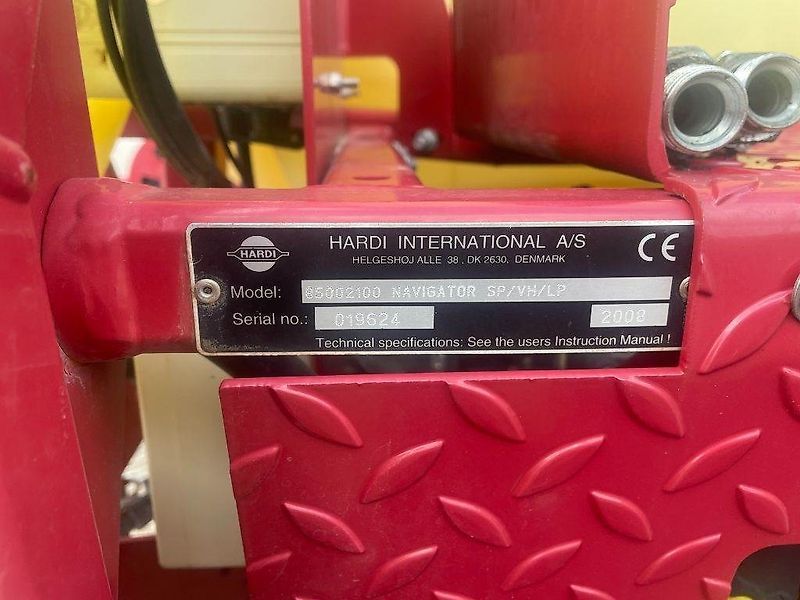 HARDI
HARDI INTERNATIONAL A/S
HELGESHØJ ALLE 38, DK 2630, DENMARK
CE
Model: 85002100 NAVIGATOR SP/VH/LP
Serial no.: 019624 2008
Technical specifications: See the users Instruction Manual !